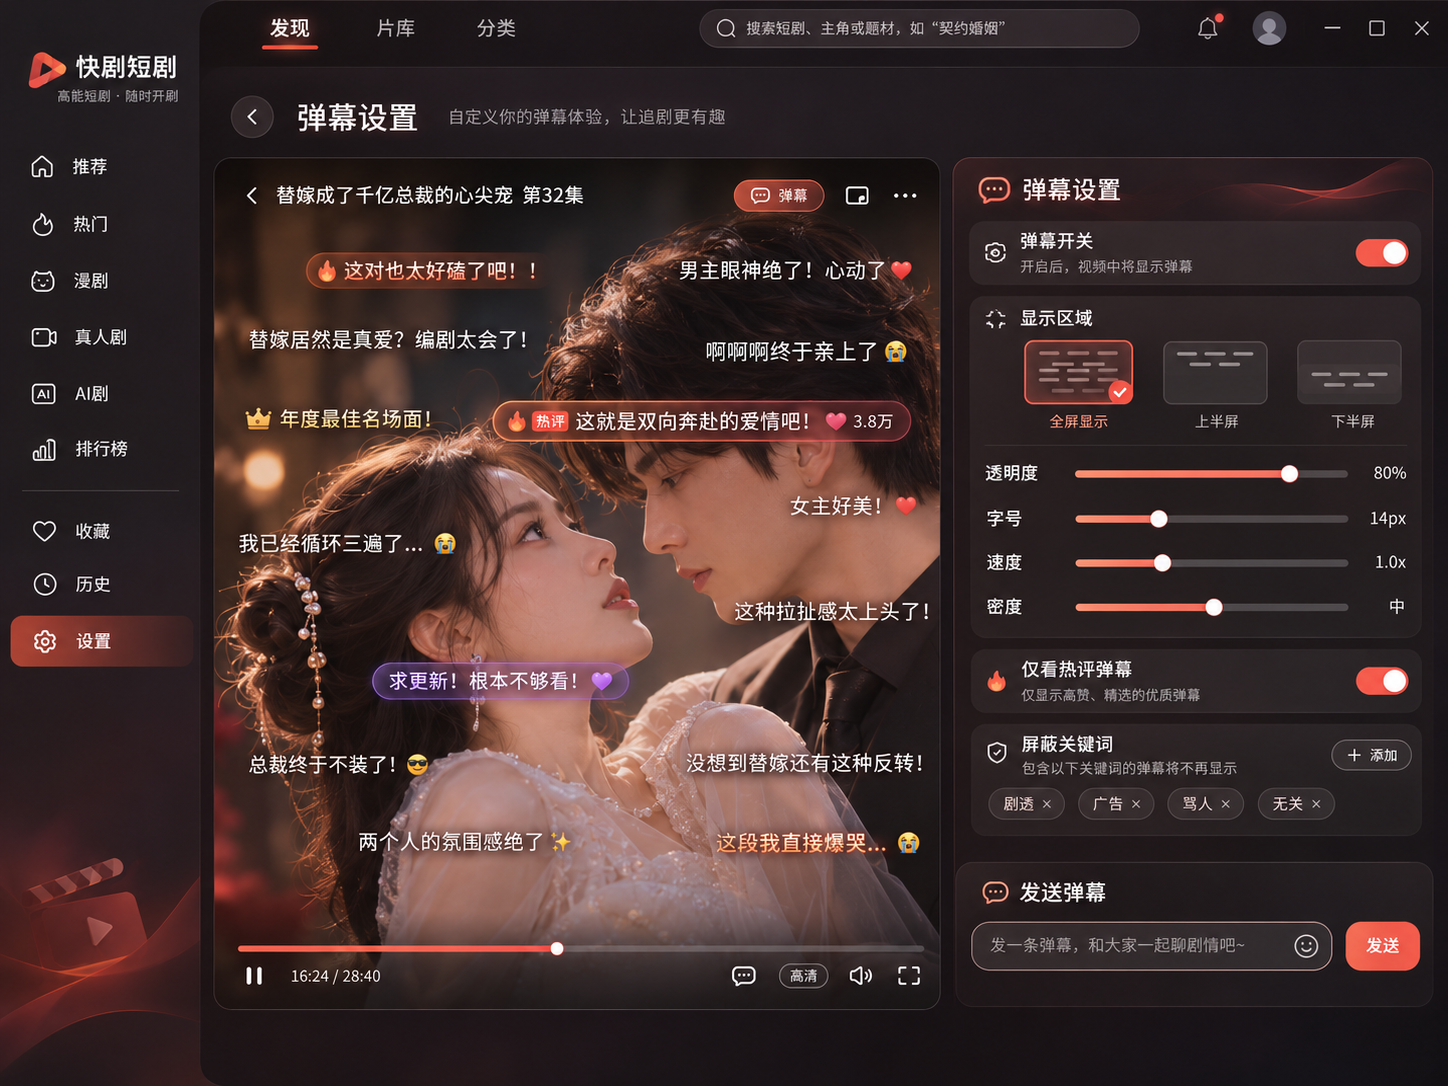 快剧短剧
高能短剧 · 随时开刷
推荐
热门
漫剧
真人剧
AI
AI剧
排行榜
收藏
历史
设置
发现 片库 分类
搜索短剧、主角或题材，如“契约婚姻”
弹幕设置 自定义你的弹幕体验，让追剧更有趣
替嫁成了千亿总裁的心尖宠 第32集 弹幕
🔥 这对也太好磕了吧！！
男主眼神绝了！心动了❤️
替嫁居然是真爱？编剧太会了！
啊啊啊终于亲上了 😭
👑 年度最佳名场面！
🔥 热评 这就是双向奔赴的爱情吧！ 💗 3.8万
女主好美！ ❤️
我已经循环三遍了... 😭
这种拉扯感太上头了！
求更新！根本不够看！ 💜
总裁终于不装了！ 😎
没想到替嫁还有这种反转！
两个人的氛围感绝了 ✨
这段我直接爆哭... 😭
16:24 / 28:40 高清
弹幕设置
弹幕开关
开启后，视频中将显示弹幕
显示区域
全屏显示 上半屏 下半屏
透明度 80%
字号 14px
速度 1.0x
密度 中
仅看热评弹幕
仅显示高赞、精选的优质弹幕
屏蔽关键词
包含以下关键词的弹幕将不再显示
＋ 添加
剧透 × 广告 × 骂人 × 无关 ×
发送弹幕
发一条弹幕，和大家一起聊剧情吧~ 发送